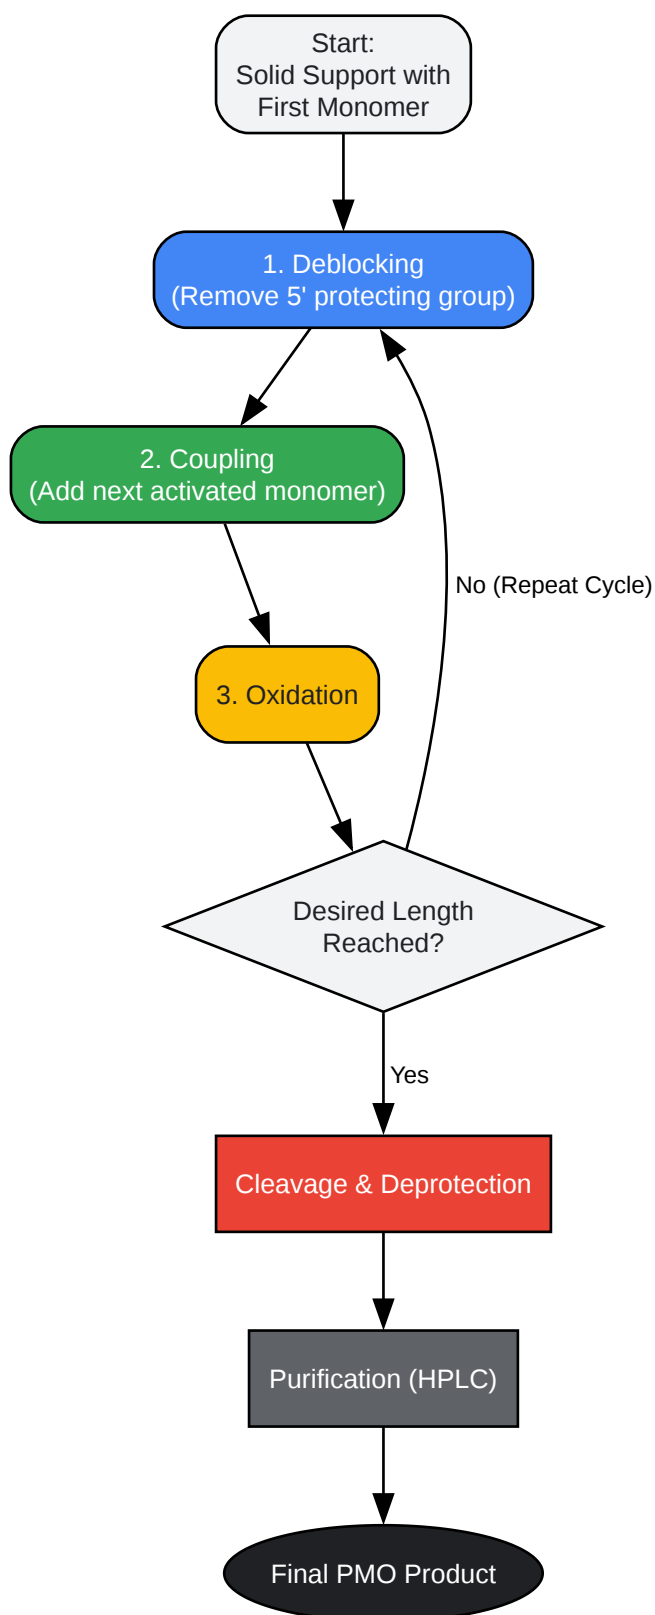 Start:
Solid Support with
First Monomer
1. Deblocking
(Remove 5' protecting group)
2. Coupling
(Add next activated monomer)
No (Repeat Cycle)
3. Oxidation
Desired Length
Reached?
Yes
Cleavage & Deprotection
Purification (HPLC)
Final PMO Product